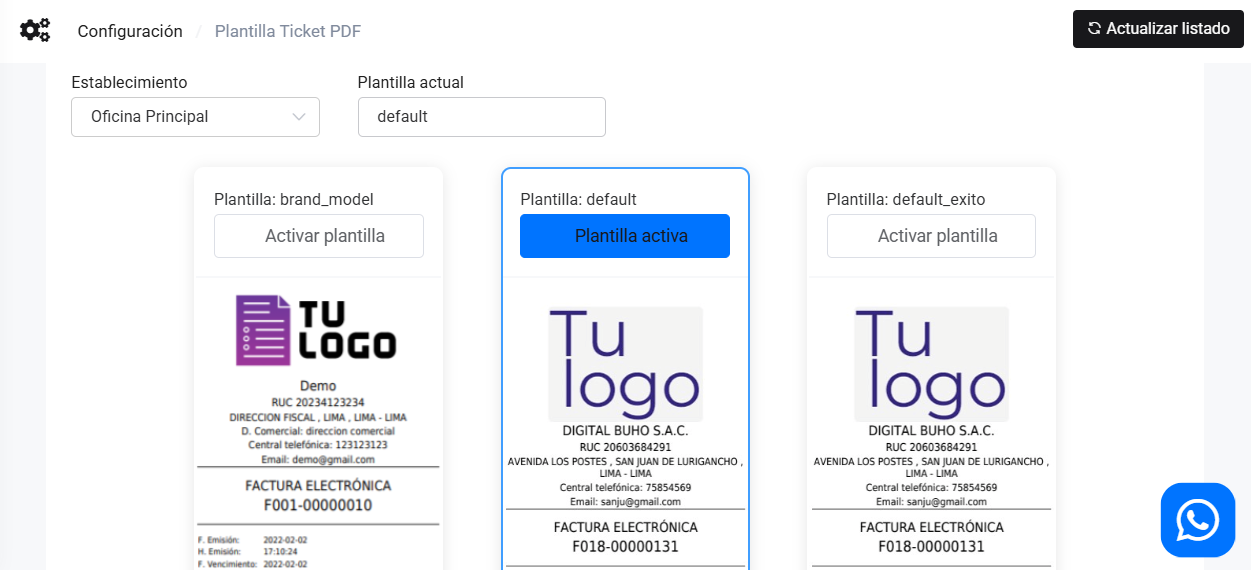 Configuración / Plantilla Ticket PDF
Actualizar listado
Establecimiento
Plantilla actual
Oficina Principal
default
Plantilla: brand_model
Activar plantilla
TU
LOGO
Demo
RUC 20234123234
DIRECCION FISCAL , LIMA , LIMA - LIMA
D. Comercial: direccion comercial
Central telefónica: 123123123
Email: demo@gmail.com
FACTURA ELECTRÓNICA
F001-00000010
F. Emisión: 2022-02-02
H. Emisión: 17:10:24
F. Vencimiento: 2022-02-02
Plantilla: default
Plantilla activa
Tu
logo
DIGITAL BUHO S.A.C.
RUC 20603684291
AVENIDA LOS POSTES , SAN JUAN DE LURIGANCHO ,
LIMA - LIMA
Central telefónica: 75854569
Email: sanju@gmail.com
FACTURA ELECTRÓNICA
F018-00000131
Plantilla: default_exito
Activar plantilla
Tu
logo
DIGITAL BUHO S.A.C.
RUC 20603684291
AVENIDA LOS POSTES , SAN JUAN DE LURIGANCHO ,
LIMA - LIMA
Central telefónica: 75854569
Email: sanju@gmail.com
FACTURA ELECTRÓNICA
F018-00000131